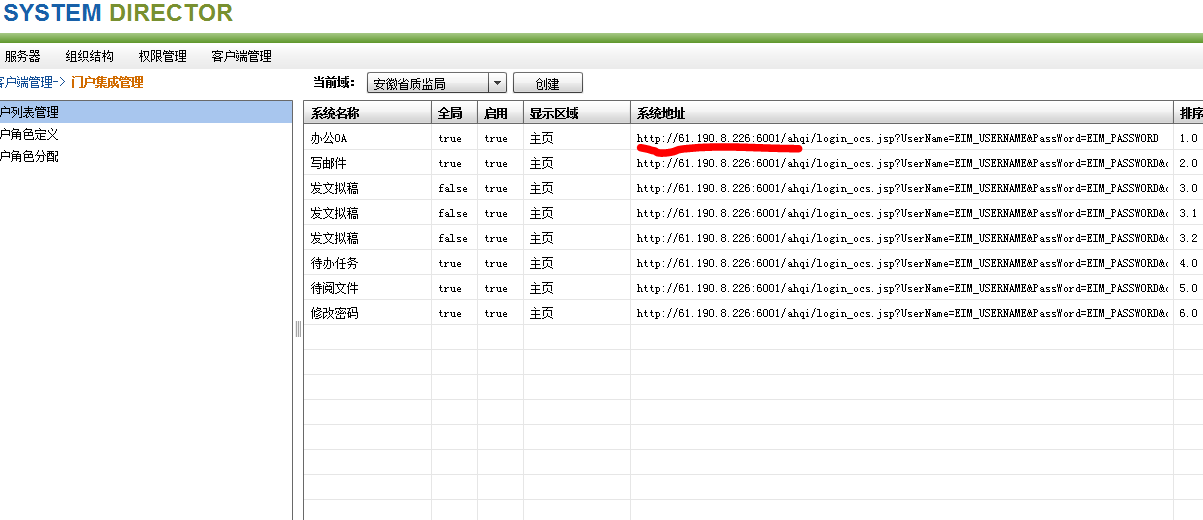 SYSTEM DIRECTOR
服务器 组织结构 权限管理 客户端管理
客户端管理-> 门户集成管理 当前域: 安徽省质监局 创建
户列表管理
户角色定义
户角色分配
系统名称 全局 启用 显示区域 系统地址 排序
办公OA true true 主页 http://61.190.8.226:6001/ahqi/login_ocs.jsp?UserName=EIM_USERNAME&PassWord=EIM_PASSWORD 1.0
写邮件 true true 主页 http://61.190.8.226:6001/ahqi/login_ocs.jsp?UserName=EIM_USERNAME&PassWord=EIM_PASSWORD& 2.0
发文拟稿 false true 主页 http://61.190.8.226:6001/ahqi/login_ocs.jsp?UserName=EIM_USERNAME&PassWord=EIM_PASSWORD& 3.0
发文拟稿 false true 主页 http://61.190.8.226:6001/ahqi/login_ocs.jsp?UserName=EIM_USERNAME&PassWord=EIM_PASSWORD& 3.1
发文拟稿 false true 主页 http://61.190.8.226:6001/ahqi/login_ocs.jsp?UserName=EIM_USERNAME&PassWord=EIM_PASSWORD& 3.2
待办任务 true true 主页 http://61.190.8.226:6001/ahqi/login_ocs.jsp?UserName=EIM_USERNAME&PassWord=EIM_PASSWORD& 4.0
待阅文件 true true 主页 http://61.190.8.226:6001/ahqi/login_ocs.jsp?UserName=EIM_USERNAME&PassWord=EIM_PASSWORD& 5.0
修改密码 true true 主页 http://61.190.8.226:6001/ahqi/login_ocs.jsp?UserName=EIM_USERNAME&PassWord=EIM_PASSWORD& 6.0